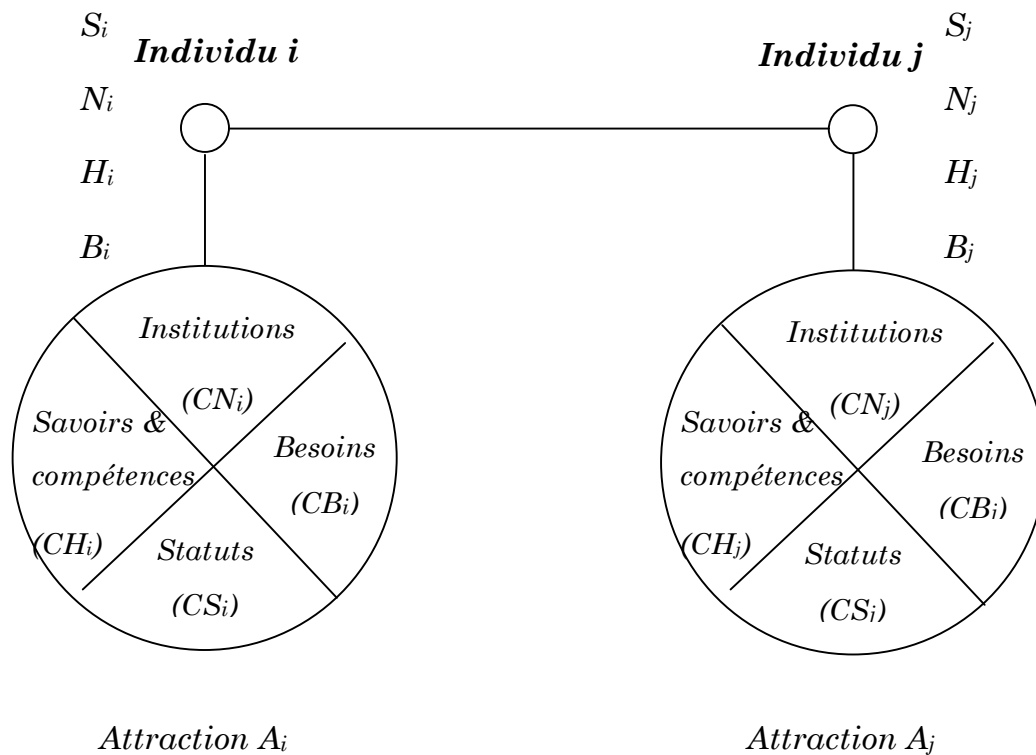 Sᵢ
Individu i
Nᵢ
Hᵢ
Bᵢ
Institutions
(CNᵢ)
Savoirs &
compétences
(CHᵢ)
Besoins
(CBᵢ)
Statuts
(CSᵢ)
Attraction Aᵢ
Sⱼ
Individu j
Nⱼ
Hⱼ
Bⱼ
Institutions
(CNⱼ)
Savoirs &
compétences
(CHⱼ)
Besoins
(CBⱼ)
Statuts
(CSⱼ)
Attraction Aⱼ